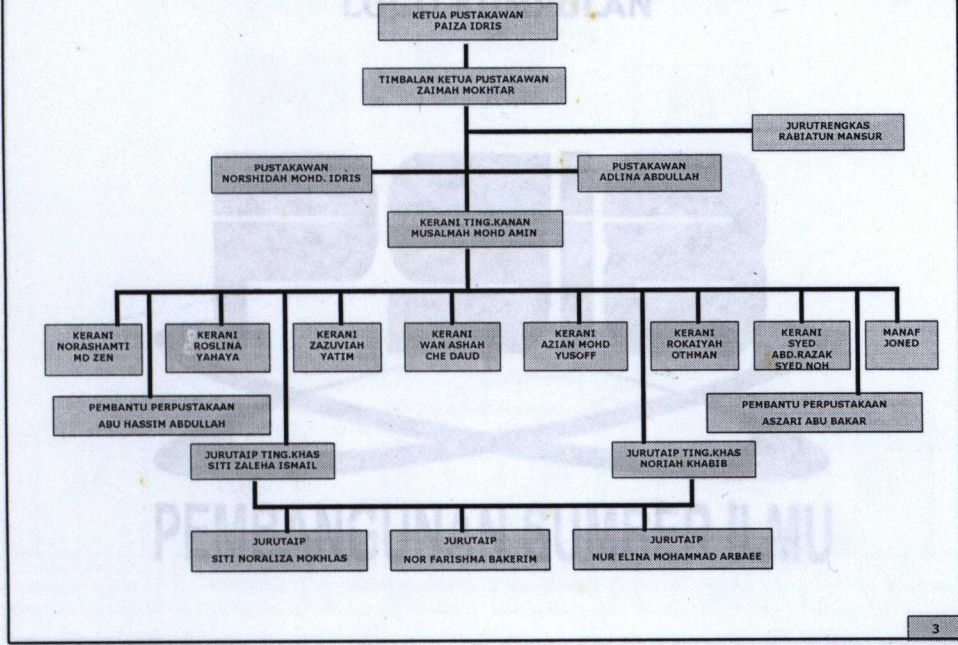 KETUA PUSTAKAWAN
PAIZA IDRIS
TIMBALAN KETUA PUSTAKAWAN
ZAIMAH MOKHTAR
JURUTRENGKAS
RABIATUN MANSUR
PUSTAKAWAN
NORSHIDAH MOHD. IDRIS
PUSTAKAWAN
ADLINA ABDULLAH
KERANI TING.KANAN
MUSALMAH MOHD AMIN
KERANI
NORASHAMTI
MD ZEN
KERANI
ROSLINA
YAHAYA
KERANI
ZAZUVIAH
YATIM
KERANI
WAN ASHAH
CHE DAUD
KERANI
AZIAN MOHD
YUSOFF
KERANI
ROKAIYAH
OTHMAN
KERANI
SYED
ABD.RAZAK
SYED NOH
MANAF
JONED
PEMBANTU PERPUSTAKAAN
ABU HASSIM ABDULLAH
PEMBANTU PERPUSTAKAAN
ASZARI ABU BAKAR
JURUTAIP TING.KHAS
SITI ZALEHA ISMAIL
JURUTAIP TING.KHAS
NORIAH KHABIB
PEMBANGUNAN SUMBER ILMU
JURUTAIP
SITI NORALIZA MOKHLAS
JURUTAIP
NOR FARISHMA BAKERIM
JURUTAIP
NUR ELINA MOHAMMAD ARBAEE
3